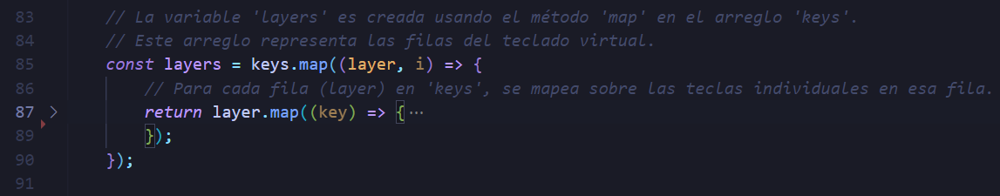 83 // La variable 'layers' es creada usando el método 'map' en el arreglo 'keys'.
84 // Este arreglo representa las filas del teclado virtual.
85 const layers = keys.map((layer, i) => {
86 // Para cada fila (layer) en 'keys', se mapea sobre las teclas individuales en esa fila.
87 return layer.map((key) => { ···
89 });
90 });
91